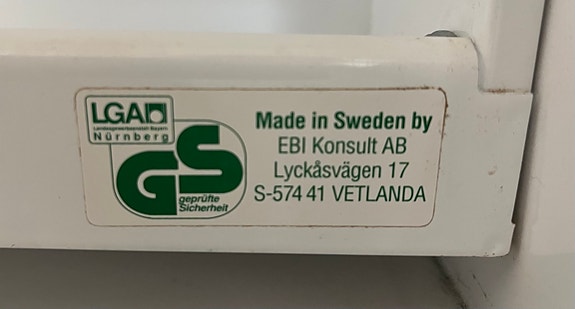 LGA
Landesgewerbeanstalt Bayern
Nürnberg
GS
geprüfte
Sicherheit
Made in Sweden by
EBI Konsult AB
Lyckåsvägen 17
S-574 41 VETLANDA